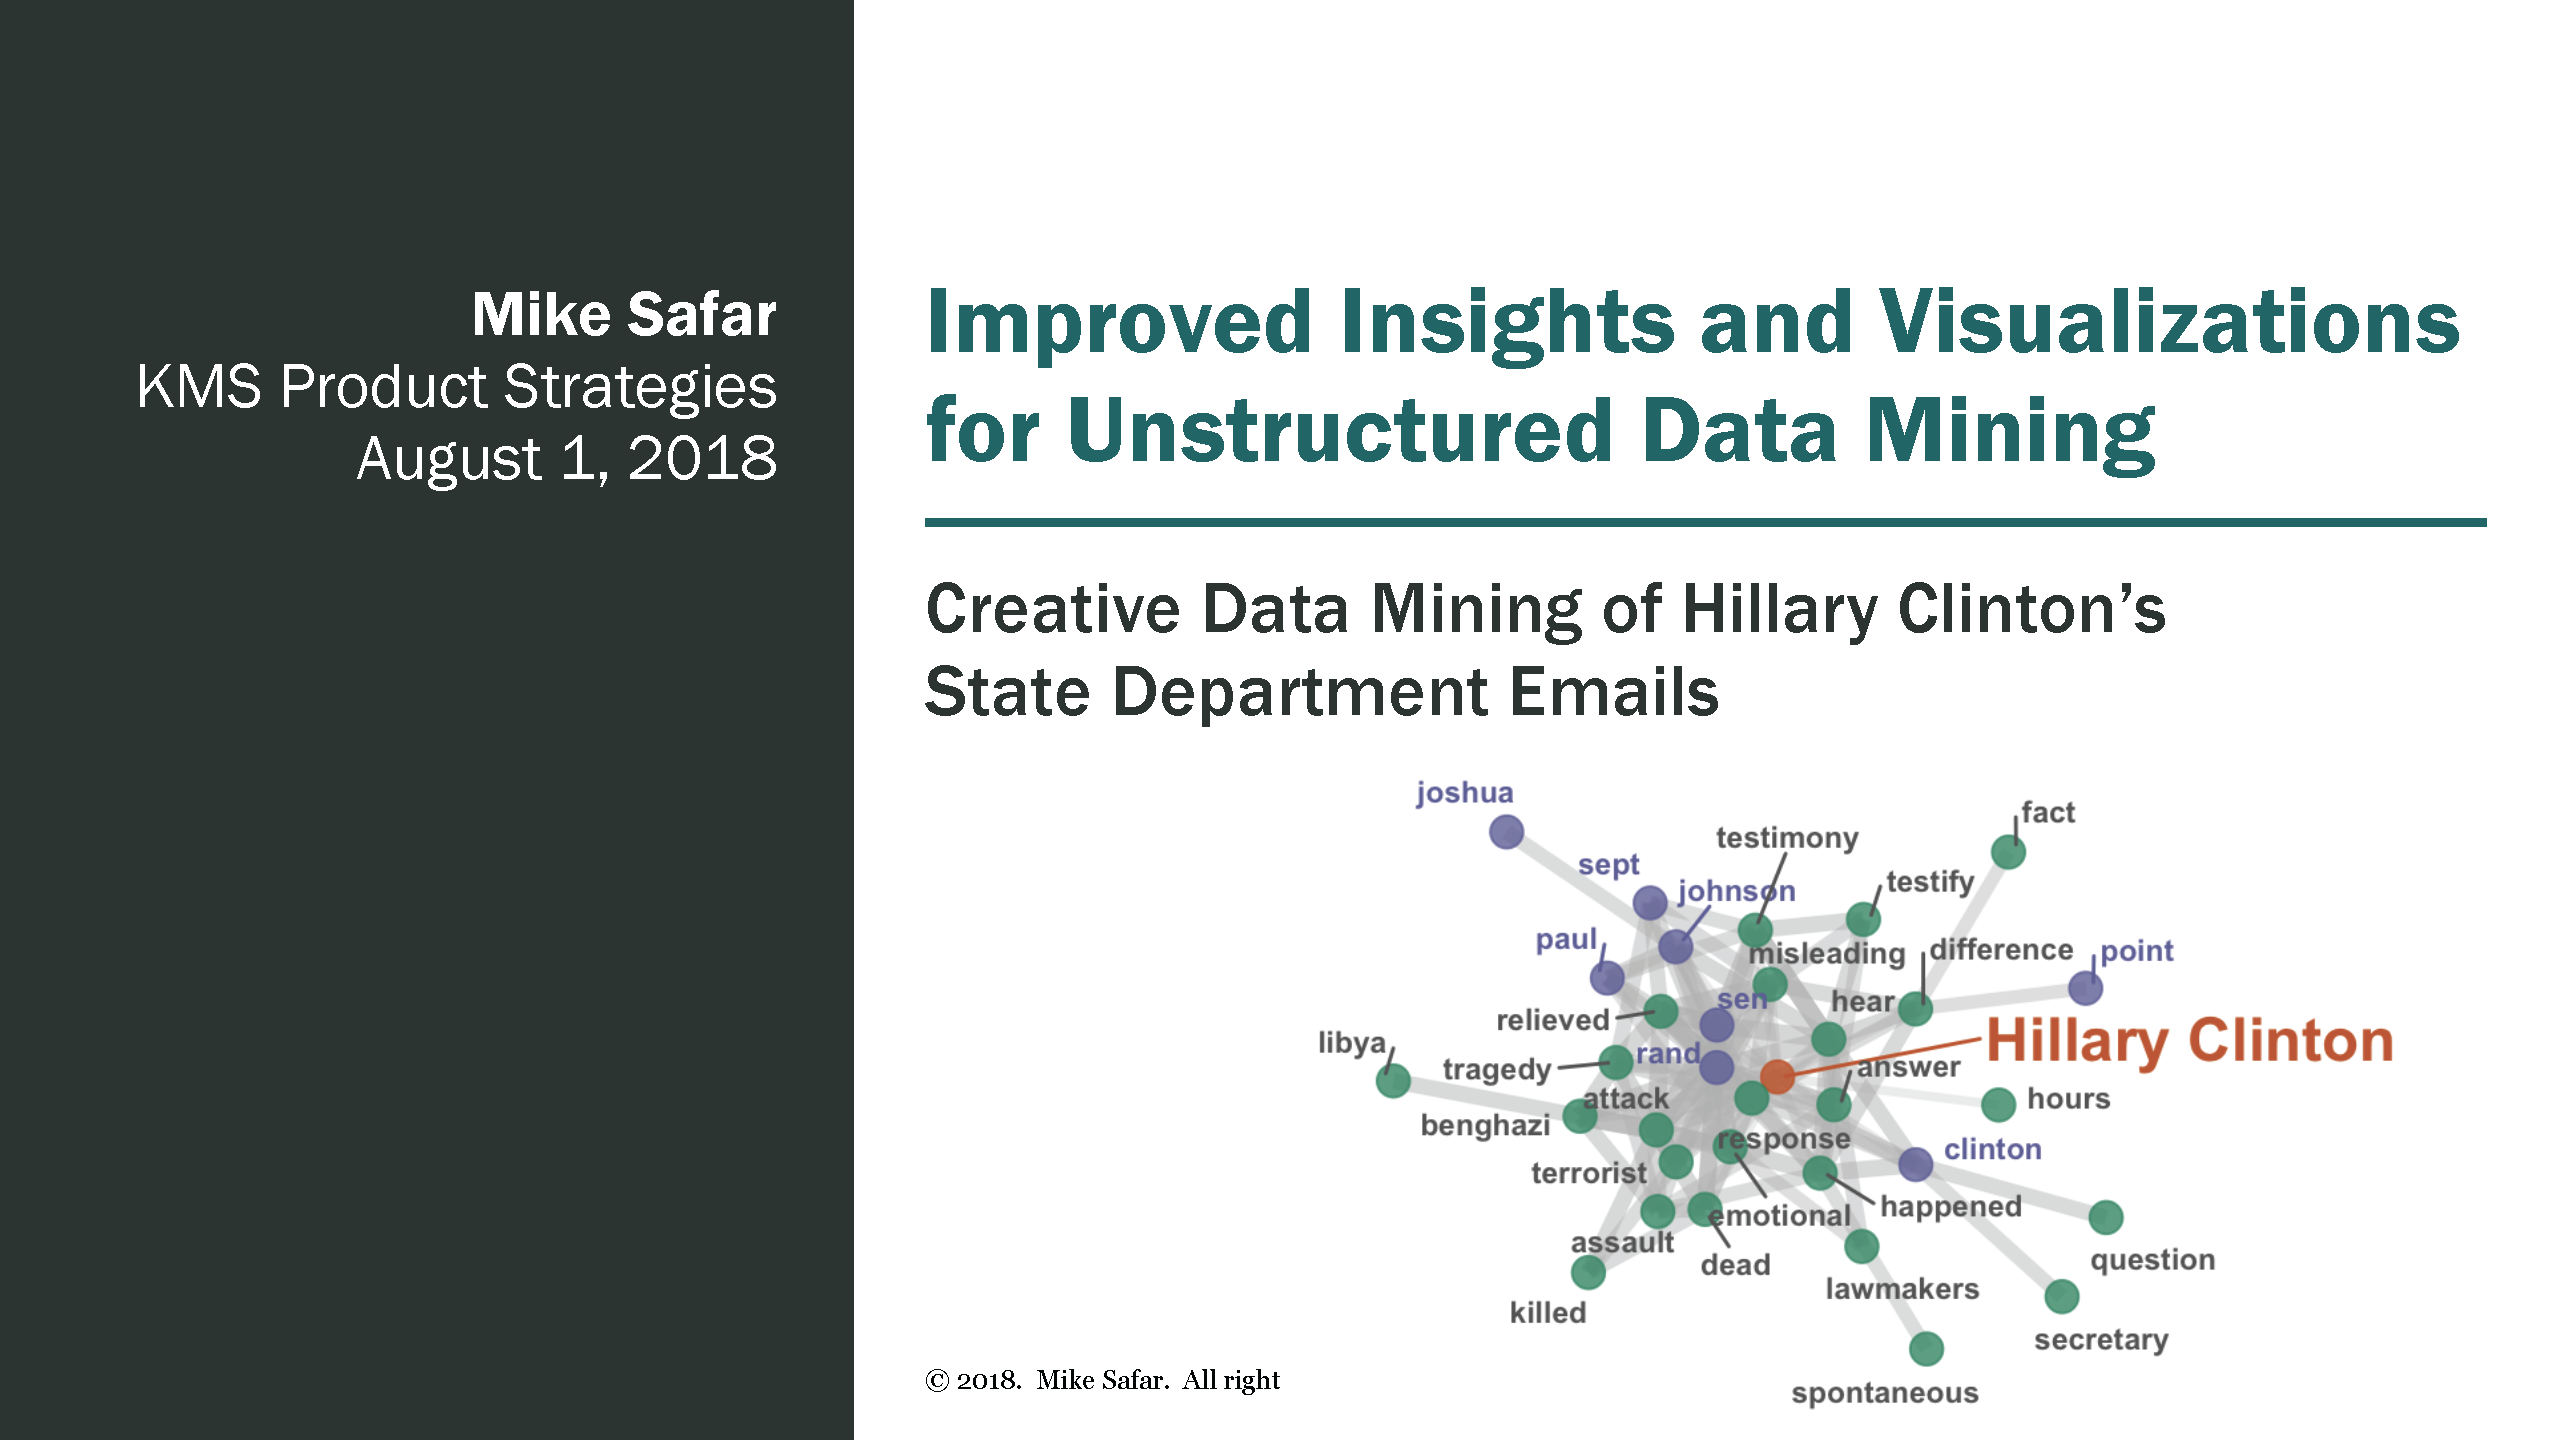 Mike Safar
KMS Product Strategies
August 1, 2018
Improved Insights and Visualizations
for Unstructured Data Mining
Creative Data Mining of Hillary Clinton’s
State Department Emails
joshua
fact
testimony
sept
johnson
testify
paul
misleading
difference
point
sen
hear
relieved
Hillary Clinton
libya
rand
tragedy
answer
attack
hours
benghazi
response
clinton
terrorist
emotional
happened
assault
dead
question
lawmakers
killed
secretary
spontaneous
© 2018. Mike Safar. All right